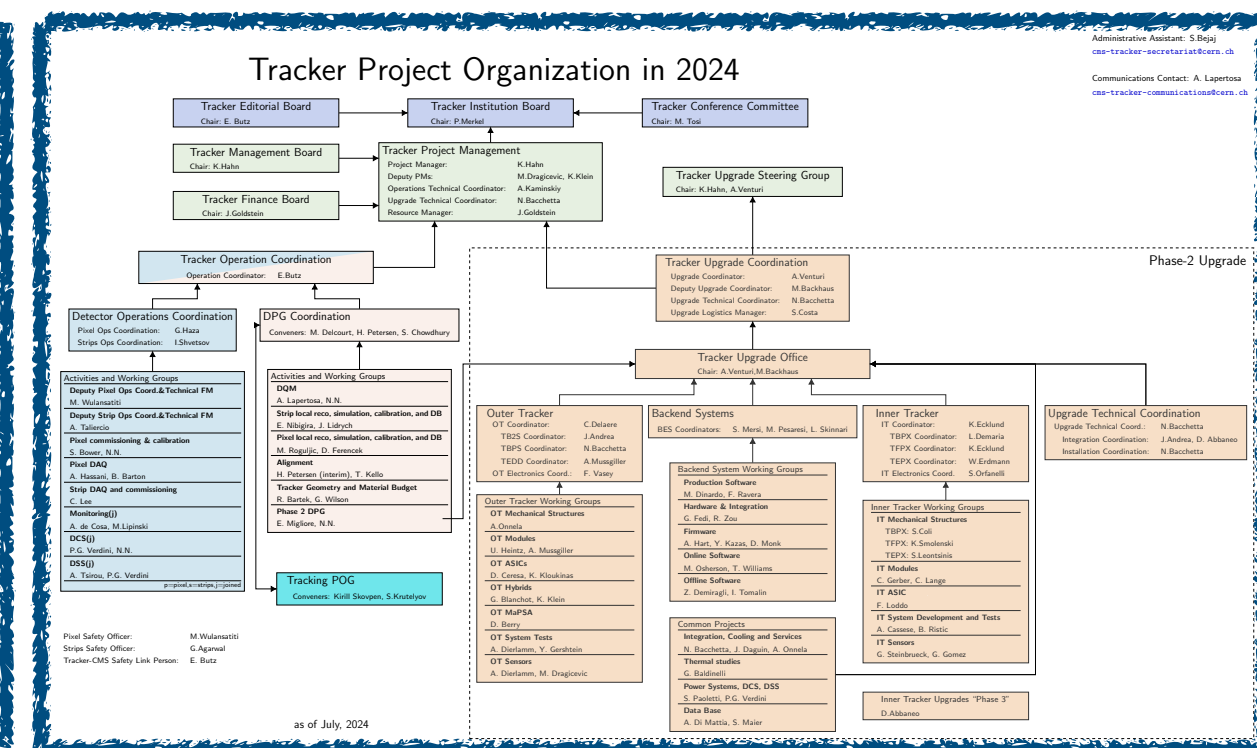 Administrative Assistant: S.Bejaj
cms-tracker-secretariat@cern.ch
Communications Contact: A. Lapertosa
cms-tracker-communications@cern.ch
Tracker Project Organization in 2024
Tracker Editorial Board
Chair: E. Butz
Tracker Institution Board
Chair: P.Merkel
Tracker Conference Committee
Chair: M. Tosi
Tracker Management Board
Chair: K.Hahn
Tracker Finance Board
Chair: J.Goldstein
Tracker Project Management
Project Manager: K.Hahn
Deputy PMs: M.Dragicevic, K.Klein
Operations Technical Coordinator: A.Kaminskiy
Upgrade Technical Coordinator: N.Bacchetta
Resource Manager: J.Goldstein
Tracker Upgrade Steering Group
Chair: K.Hahn, A.Venturi
Tracker Operation Coordination
Operation Coordinator: E.Butz
Phase-2 Upgrade
Tracker Upgrade Coordination
Upgrade Coordinator: A.Venturi
Deputy Upgrade Coordinator: M.Backhaus
Upgrade Technical Coordinator: N.Bacchetta
Upgrade Logistics Manager: S.Costa
Detector Operations Coordination
Pixel Ops Coordination: G.Haza
Strips Ops Coordination: I.Shvetsov
DPG Coordination
Conveners: M. Delcourt, H. Petersen, S. Chowdhury
Tracker Upgrade Office
Chair: A.Venturi,M.Backhaus
Activities and Working Groups
Deputy Pixel Ops Coord.&Technical FM
M. Wulansatiti
Deputy Strip Ops Coord.&Technical FM
A. Taliercio
Pixel commissioning & calibration
S. Bower, N.N.
Pixel DAQ
A. Hassani, B. Barton
Strip DAQ and commissioning
C. Lee
Monitoring(j)
A. de Cosa, M.Lipinski
DCS(j)
P.G. Verdini, N.N.
DSS(j)
A. Tsirou, P.G. Verdini
p=pixel,s=strips,j=joined
Activities and Working Groups
DQM
A. Lapertosa, N.N.
Strip local reco, simulation, calibration, and DB
E. Nibigira, J. Lidrych
Pixel local reco, simulation, calibration, and DB
M. Roguljic, D. Ferencek
Alignment
H. Petersen (interim), T. Kello
Tracker Geometry and Material Budget
R. Bartek, G. Wilson
Phase 2 DPG
E. Migliore, N.N.
Tracking POG
Conveners: Kirill Skovpen, S.Krutelyov
Outer Tracker
OT Coordinator: C.Delaere
TB2S Coordinator: J.Andrea
TBPS Coordinator: N.Bacchetta
TEDD Coordinator: A.Mussgiller
OT Electronics Coord.: F. Vasey
Backend Systems
BES Coordinators: S. Mersi, M. Pesaresi, L. Skinnari
Inner Tracker
IT Coordinator: K.Ecklund
TBPX Coordinator: L.Demaria
TFPX Coordinator: K.Ecklund
TEPX Coordinator: W.Erdmann
IT Electronics Coord. S.Orfanelli
Upgrade Technical Coordination
Upgrade Technical Coord.: N.Bacchetta
Integration Coordination: J.Andrea, D. Abbaneo
Installation Coordination: N.Bacchetta
Outer Tracker Working Groups
OT Mechanical Structures
A.Onnela
OT Modules
U. Heintz, A. Mussgiller
OT ASICs
D. Ceresa, K. Kloukinas
OT Hybrids
G. Blanchot, K. Klein
OT MaPSA
D. Berry
OT System Tests
A. Dierlamm, Y. Gershtein
OT Sensors
A. Dierlamm, M. Dragicevic
Backend System Working Groups
Production Software
M. Dinardo, F. Ravera
Hardware & Integration
G. Fedi, R. Zou
Firmware
A. Hart, Y. Kazas, D. Monk
Online Software
M. Osherson, T. Williams
Offline Software
Z. Demiragli, I. Tomalin
Common Projects
Integration, Cooling and Services
N. Bacchetta, J. Daguin, A. Onnela
Thermal studies
G. Baldinelli
Power Systems, DCS, DSS
S. Paoletti, P.G. Verdini
Data Base
A. Di Mattia, S. Maier
Inner Tracker Working Groups
IT Mechanical Structures
TBPX: S.Coli
TFPX: K.Smolenski
TEPX: S.Leontsinis
IT Modules
C. Gerber, C. Lange
IT ASIC
F. Loddo
IT System Development and Tests
A. Cassese, B. Ristic
IT Sensors
G. Steinbrueck, G. Gomez
Inner Tracker Upgrades "Phase 3"
D.Abbaneo
Pixel Safety Officer: M.Wulansatiti
Strips Safety Officer: G.Agarwal
Tracker-CMS Safety Link Person: E. Butz
as of July, 2024